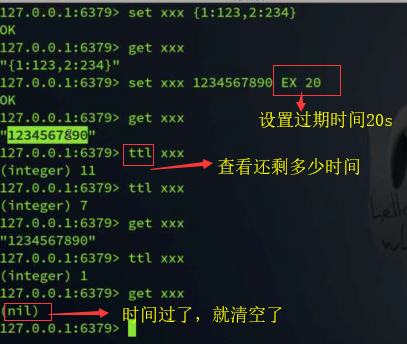 127.0.0.1:6379> set xxx {1:123,2:234}
OK
127.0.0.1:6379> get xxx
"{1:123,2:234}"
127.0.0.1:6379> set xxx 1234567890 EX 20
OK
设置过期时间20s
127.0.0.1:6379> get xxx
"1234567890"
127.0.0.1:6379> ttl xxx
(integer) 11
查看还剩多少时间
127.0.0.1:6379> ttl xxx
(integer) 7
127.0.0.1:6379> get xxx
"1234567890"
127.0.0.1:6379> ttl xxx
(integer) 1
127.0.0.1:6379> get xxx
(nil)
时间过了，就清空了
127.0.0.1:6379>